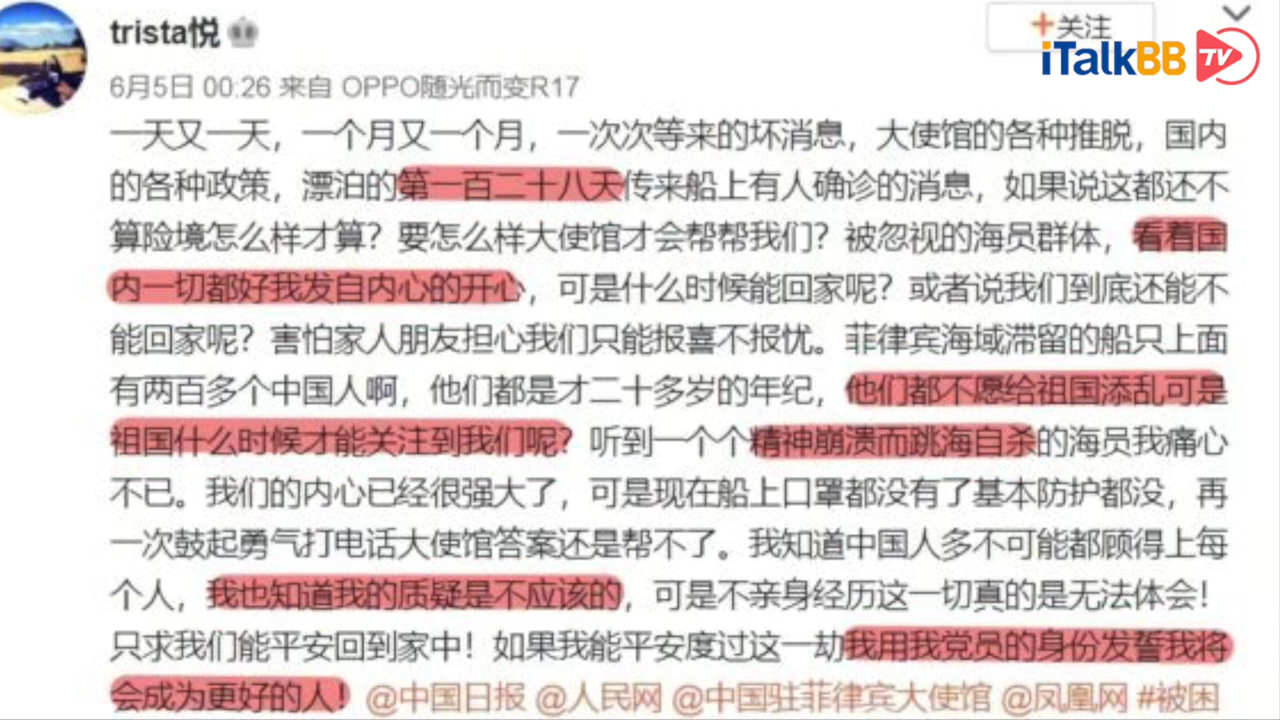 trista悦
+关注
iTalkBB TV
6月5日 00:26 来自 OPPO随光而变R17
一天又一天，一个月又一个月，一次次等来的坏消息，大使馆的各种推脱，国内
的各种政策，漂泊的第一百二十八天传来船上有人确诊的消息，如果说这都还不
算险境怎么样才算？要怎么样大使馆才会帮帮我们？被忽视的海员群体，看着国
内一切都好我发自内心的开心，可是什么时候能回家呢？或者说我们到底还能不
能回家呢？害怕家人朋友担心我们只能报喜不报忧。菲律宾海域滞留的船只上面
有两百多个中国人啊，他们都是才二十多岁的年纪，他们都不愿给祖国添乱可是
祖国什么时候才能关注到我们呢？听到一个个精神崩溃而跳海自杀的海员我痛心
不已。我们的内心已经很强大了，可是现在船上口罩都没有了基本防护都没，再
一次鼓起勇气打电话大使馆答案还是帮不了。我知道中国人多不可能都顾得上每
个人，我也知道我的质疑是不应该的，可是不亲身经历这一切真的是无法体会！
只求我们能平安回到家中！如果我能平安度过这一劫我用我党员的身份发誓我将
会成为更好的人！@中国日报 @人民网 @中国驻菲律宾大使馆 @凤凰网 #被困